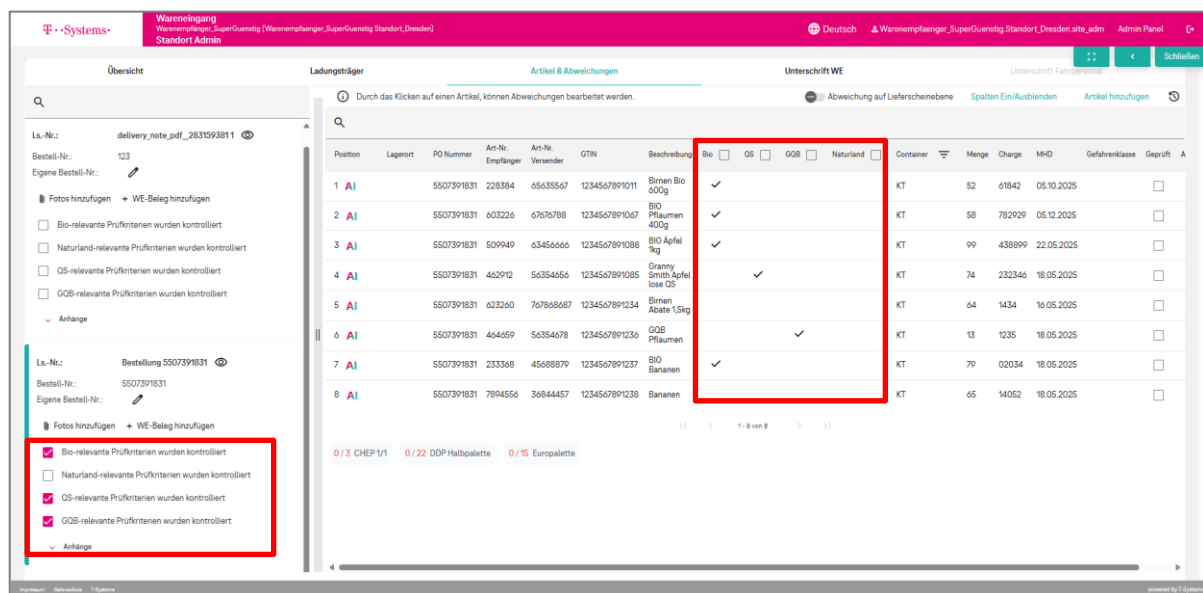 T··Systems·
Wareneingang
Warenempfänger_SuperGuenstig (Warenempfaenger_SuperGuenstig Standort_Dresden)
Standort Admin
Deutsch
Warenempfaenger_SuperGuenstig.Standort_Dresden.site_adm
Admin Panel
Schließen
Übersicht
Ladungsträger
Artikel & Abweichungen
Unterschrift WE
Unterschrift Fahrpersonal
Durch das Klicken auf einen Artikel, können Abweichungen bearbeitet werden.
Abweichung auf Lieferscheinebene
Spalten Ein/Ausblenden
Artikel hinzufügen
Ls.-Nr.: delivery_note_pdf_2831593811
Bestell-Nr.: 123
Eigene Bestell-Nr.:
Fotos hinzufügen + WE-Beleg hinzufügen
Bio-relevante Prüfkriterien wurden kontrolliert
Naturland-relevante Prüfkriterien wurden kontrolliert
QS-relevante Prüfkriterien wurden kontrolliert
GQB-relevante Prüfkriterien wurden kontrolliert
Anhänge
Ls.-Nr.: Bestellung 5507391831
Bestell-Nr.: 5507391831
Eigene Bestell-Nr.:
Fotos hinzufügen + WE-Beleg hinzufügen
Bio-relevante Prüfkriterien wurden kontrolliert
Naturland-relevante Prüfkriterien wurden kontrolliert
QS-relevante Prüfkriterien wurden kontrolliert
GQB-relevante Prüfkriterien wurden kontrolliert
Anhänge
Position Lagerort PO Nummer Art-Nr. Empfänger Art-Nr. Versender GTIN Beschreibung Bio QS GQB Naturland Container Menge Charge MHD Gefahrenklasse Geprüft A
1 AI 5507391831 228384 65635567 1234567891011 Birnen Bio 600g ✓ KT 52 61842 05.10.2025
2 AI 5507391831 603226 67676788 1234567891067 BIO Pflaumen 400g ✓ KT 58 782929 05.12.2025
3 AI 5507391831 509949 63456666 1234567891088 BIO Äpfel 1kg ✓ KT 99 438899 22.05.2025
4 AI 5507391831 462912 56354656 1234567891085 Granny Smith Äpfel lose QS ✓ KT 74 232346 18.05.2025
5 AI 5507391831 623260 767868687 1234567891234 Birnen Abate 1,5kg KT 64 1434 16.05.2025
6 AI 5507391831 464659 56354678 1234567891236 GQB Pflaumen ✓ KT 13 1235 18.05.2025
7 AI 5507391831 233368 45688879 1234567891237 BIO Bananen ✓ KT 79 02034 18.05.2025
8 AI 5507391831 7894556 36844457 1234567891238 Bananen KT 65 14052 18.05.2025
1 - 8 von 8
0 / 3 CHEP 1/1 0 / 22 DDP Halbpalette 0 / 15 Europalette
Impressum Datenschutz T-Systems
powered by T-Systems